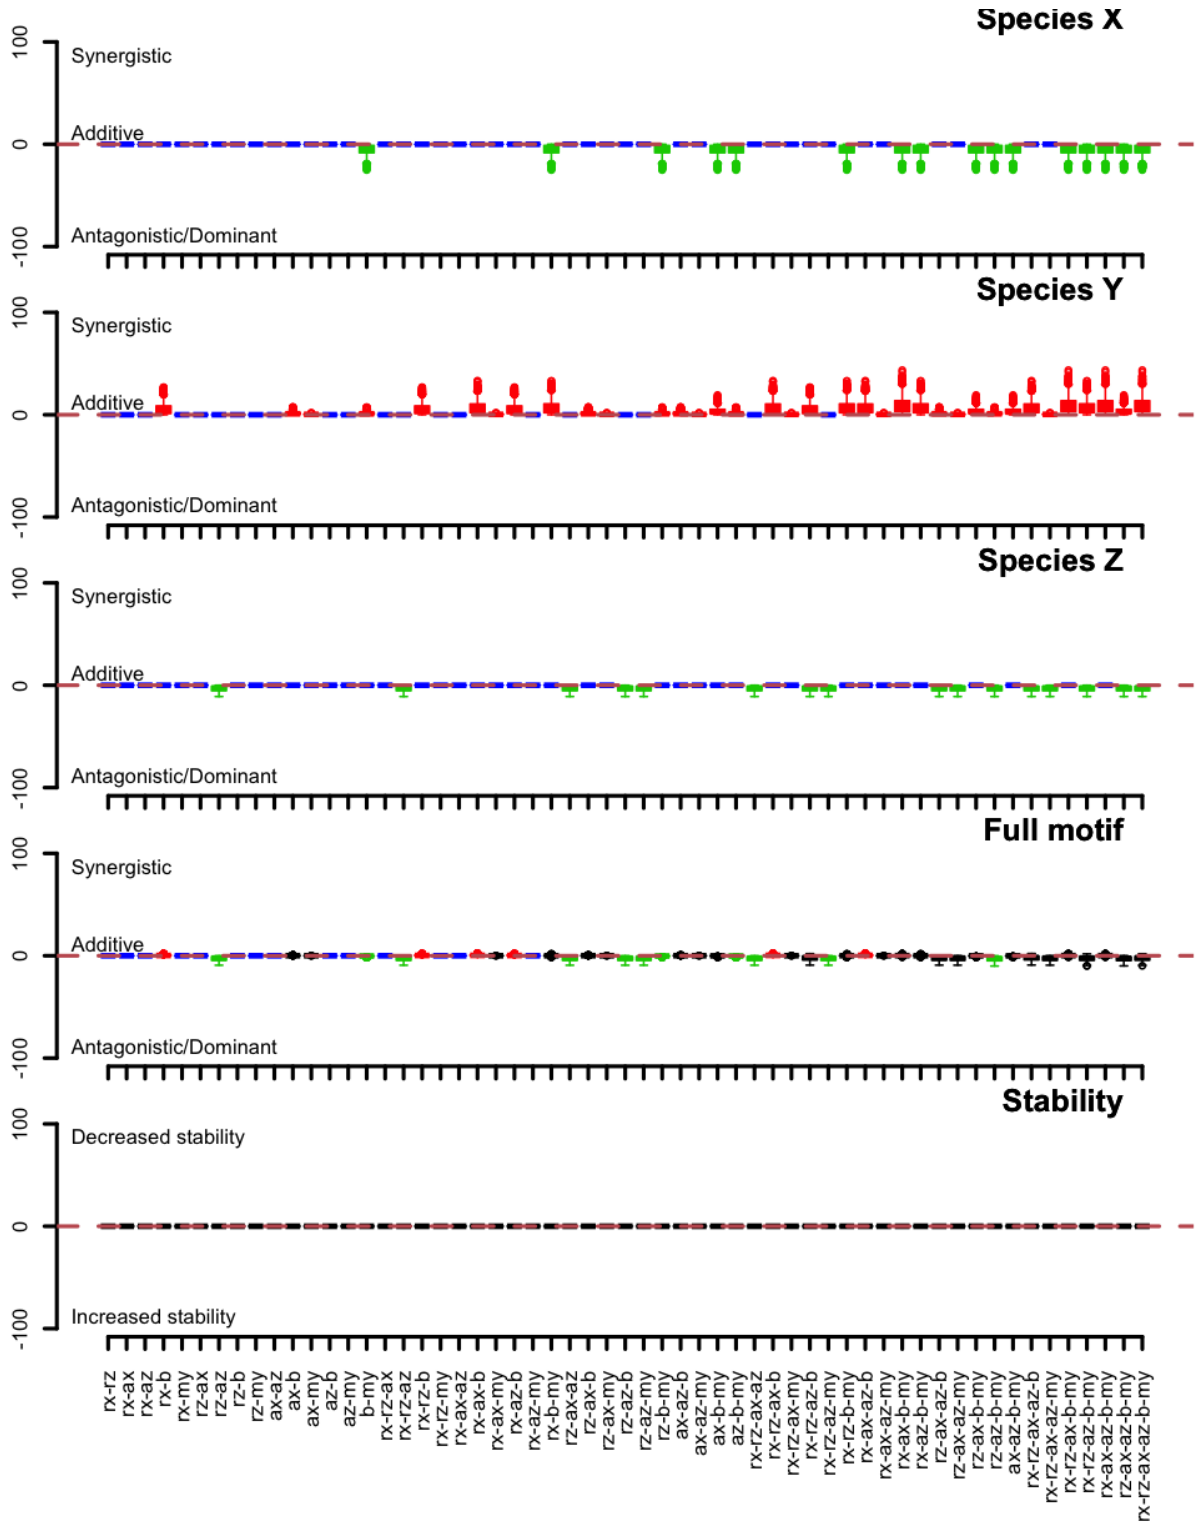 Species X
100
Synergistic
0
Additive
-100
Antagonistic/Dominant
Species Y
100
Synergistic
0
Additive
-100
Antagonistic/Dominant
Species Z
100
Synergistic
0
Additive
-100
Antagonistic/Dominant
Full motif
100
Synergistic
0
Additive
-100
Antagonistic/Dominant
Stability
100
Decreased stability
0
-100
Increased stability
rx-rz
rx-ax
rx-az
rx-b
rx-my
rz-ax
rz-az
rz-b
rz-my
ax-az
ax-b
ax-my
az-b
az-my
b-my
rx-rz-ax
rx-rz-az
rx-rz-b
rx-rz-my
rx-ax-az
rx-ax-b
rx-ax-my
rx-az-b
rx-az-my
rx-b-my
rz-ax-az
rz-ax-b
rz-ax-my
rz-az-b
rz-az-my
rz-b-my
ax-az-b
ax-az-my
ax-b-my
az-b-my
rx-rz-ax-az
rx-rz-ax-b
rx-rz-ax-my
rx-rz-az-b
rx-rz-az-my
rx-rz-b-my
rx-ax-az-b
rx-ax-az-my
rx-ax-b-my
rx-az-b-my
rz-ax-az-b
rz-ax-az-my
rz-ax-b-my
rz-az-b-my
ax-az-b-my
rx-rz-ax-az-b
rx-rz-ax-az-my
rx-rz-ax-b-my
rx-rz-az-b-my
rx-ax-az-b-my
rz-ax-az-b-my
rx-rz-ax-az-b-my